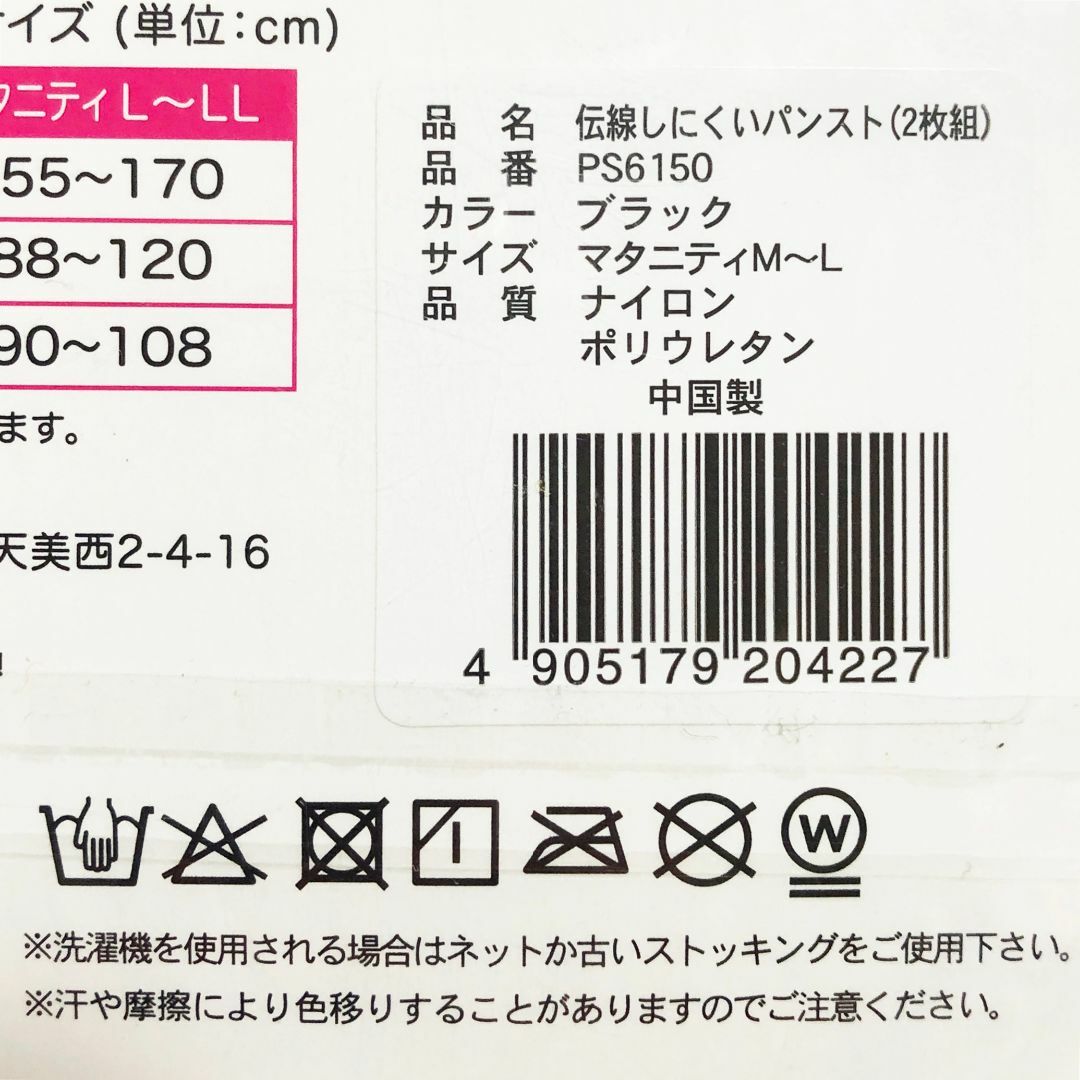 サイズ (単位:cm)
マタニティL〜LL
155〜170
88〜120
90〜108
ます。
天美西2-4-16
!
品名 伝線しにくいパンスト(2枚組)
品番 PS6150
カラー ブラック
サイズ マタニティM〜L
品質 ナイロン
ポリウレタン
中国製
4 905179 204227
W
※洗濯機を使用される場合はネットか古いストッキングをご使用下さい。
※汗や摩擦により色移りすることがありますのでご注意ください。